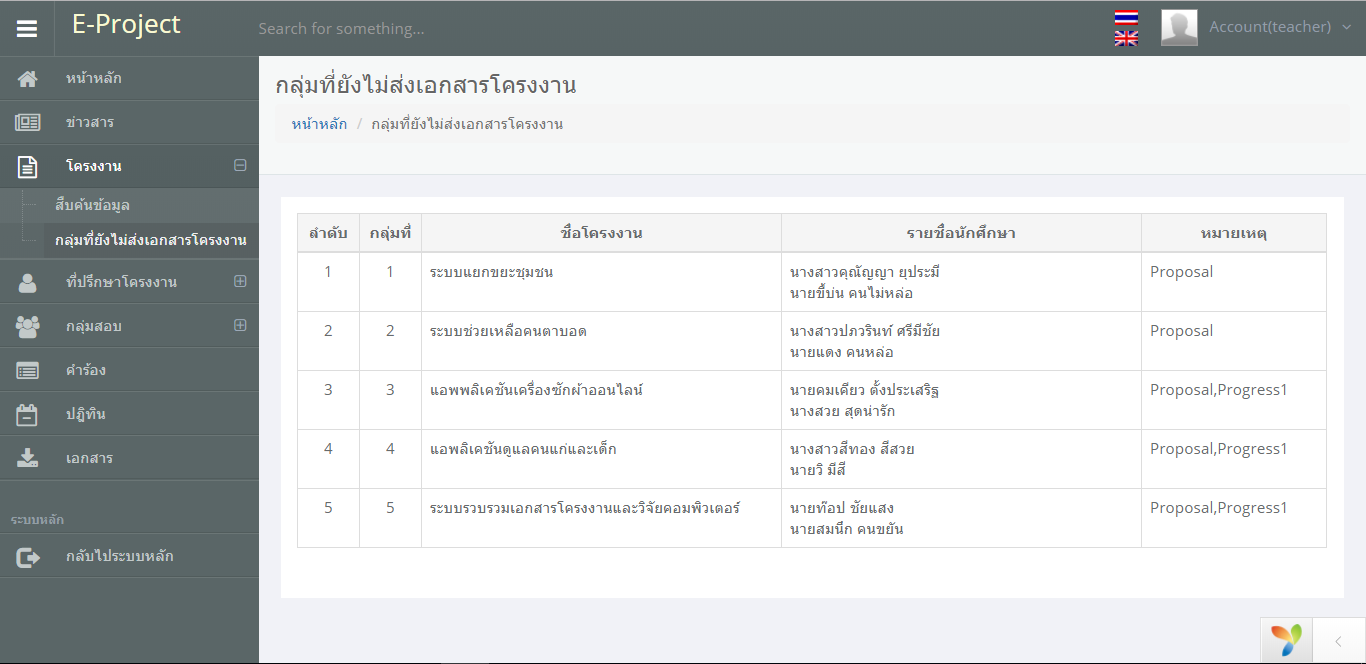 E-Project
Search for something...
Account(teacher)
หน้าหลัก
ข่าวสาร
โครงงาน
สืบค้นข้อมูล
กลุ่มที่ยังไม่ส่งเอกสารโครงงาน
ที่ปรึกษาโครงงาน
กลุ่มสอบ
คำร้อง
ปฏิทิน
เอกสาร
ระบบหลัก
กลับไประบบหลัก
กลุ่มที่ยังไม่ส่งเอกสารโครงงาน
หน้าหลัก / กลุ่มที่ยังไม่ส่งเอกสารโครงงาน
ลำดับ กลุ่มที่ ชื่อโครงงาน รายชื่อนักศึกษา หมายเหตุ
1 1 ระบบแยกขยะชุมชน นางสาวคุณัญญา ยุประมี Proposal
นายขี้บ่น คนไม่หล่อ
2 2 ระบบช่วยเหลือคนตาบอด นางสาวปภวรินท์ ศรีมีชัย Proposal
นายแดง คนหล่อ
3 3 แอพพลิเคชันเครื่องซักผ้าออนไลน์ นายคมเคียว ตั้งประเสริฐ Proposal,Progress1
นางสวย สุดน่ารัก
4 4 แอพลิเคชันดูแลคนแก่และเด็ก นางสาวสีทอง สีสวย Proposal,Progress1
นายวิ มีสี
5 5 ระบบรวบรวมเอกสารโครงงานและวิจัยคอมพิวเตอร์ นายท๊อป ชัยแสง Proposal,Progress1
นายสมนึก คนขยัน